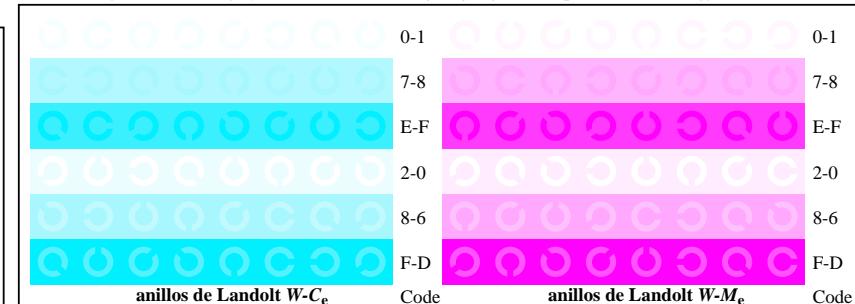 0-1 0-1
7-8 7-8
E-F E-F
2-0 2-0
8-6 8-6
F-D F-D
anillos de Landolt W-Ce Code anillos de Landolt W-Me Code